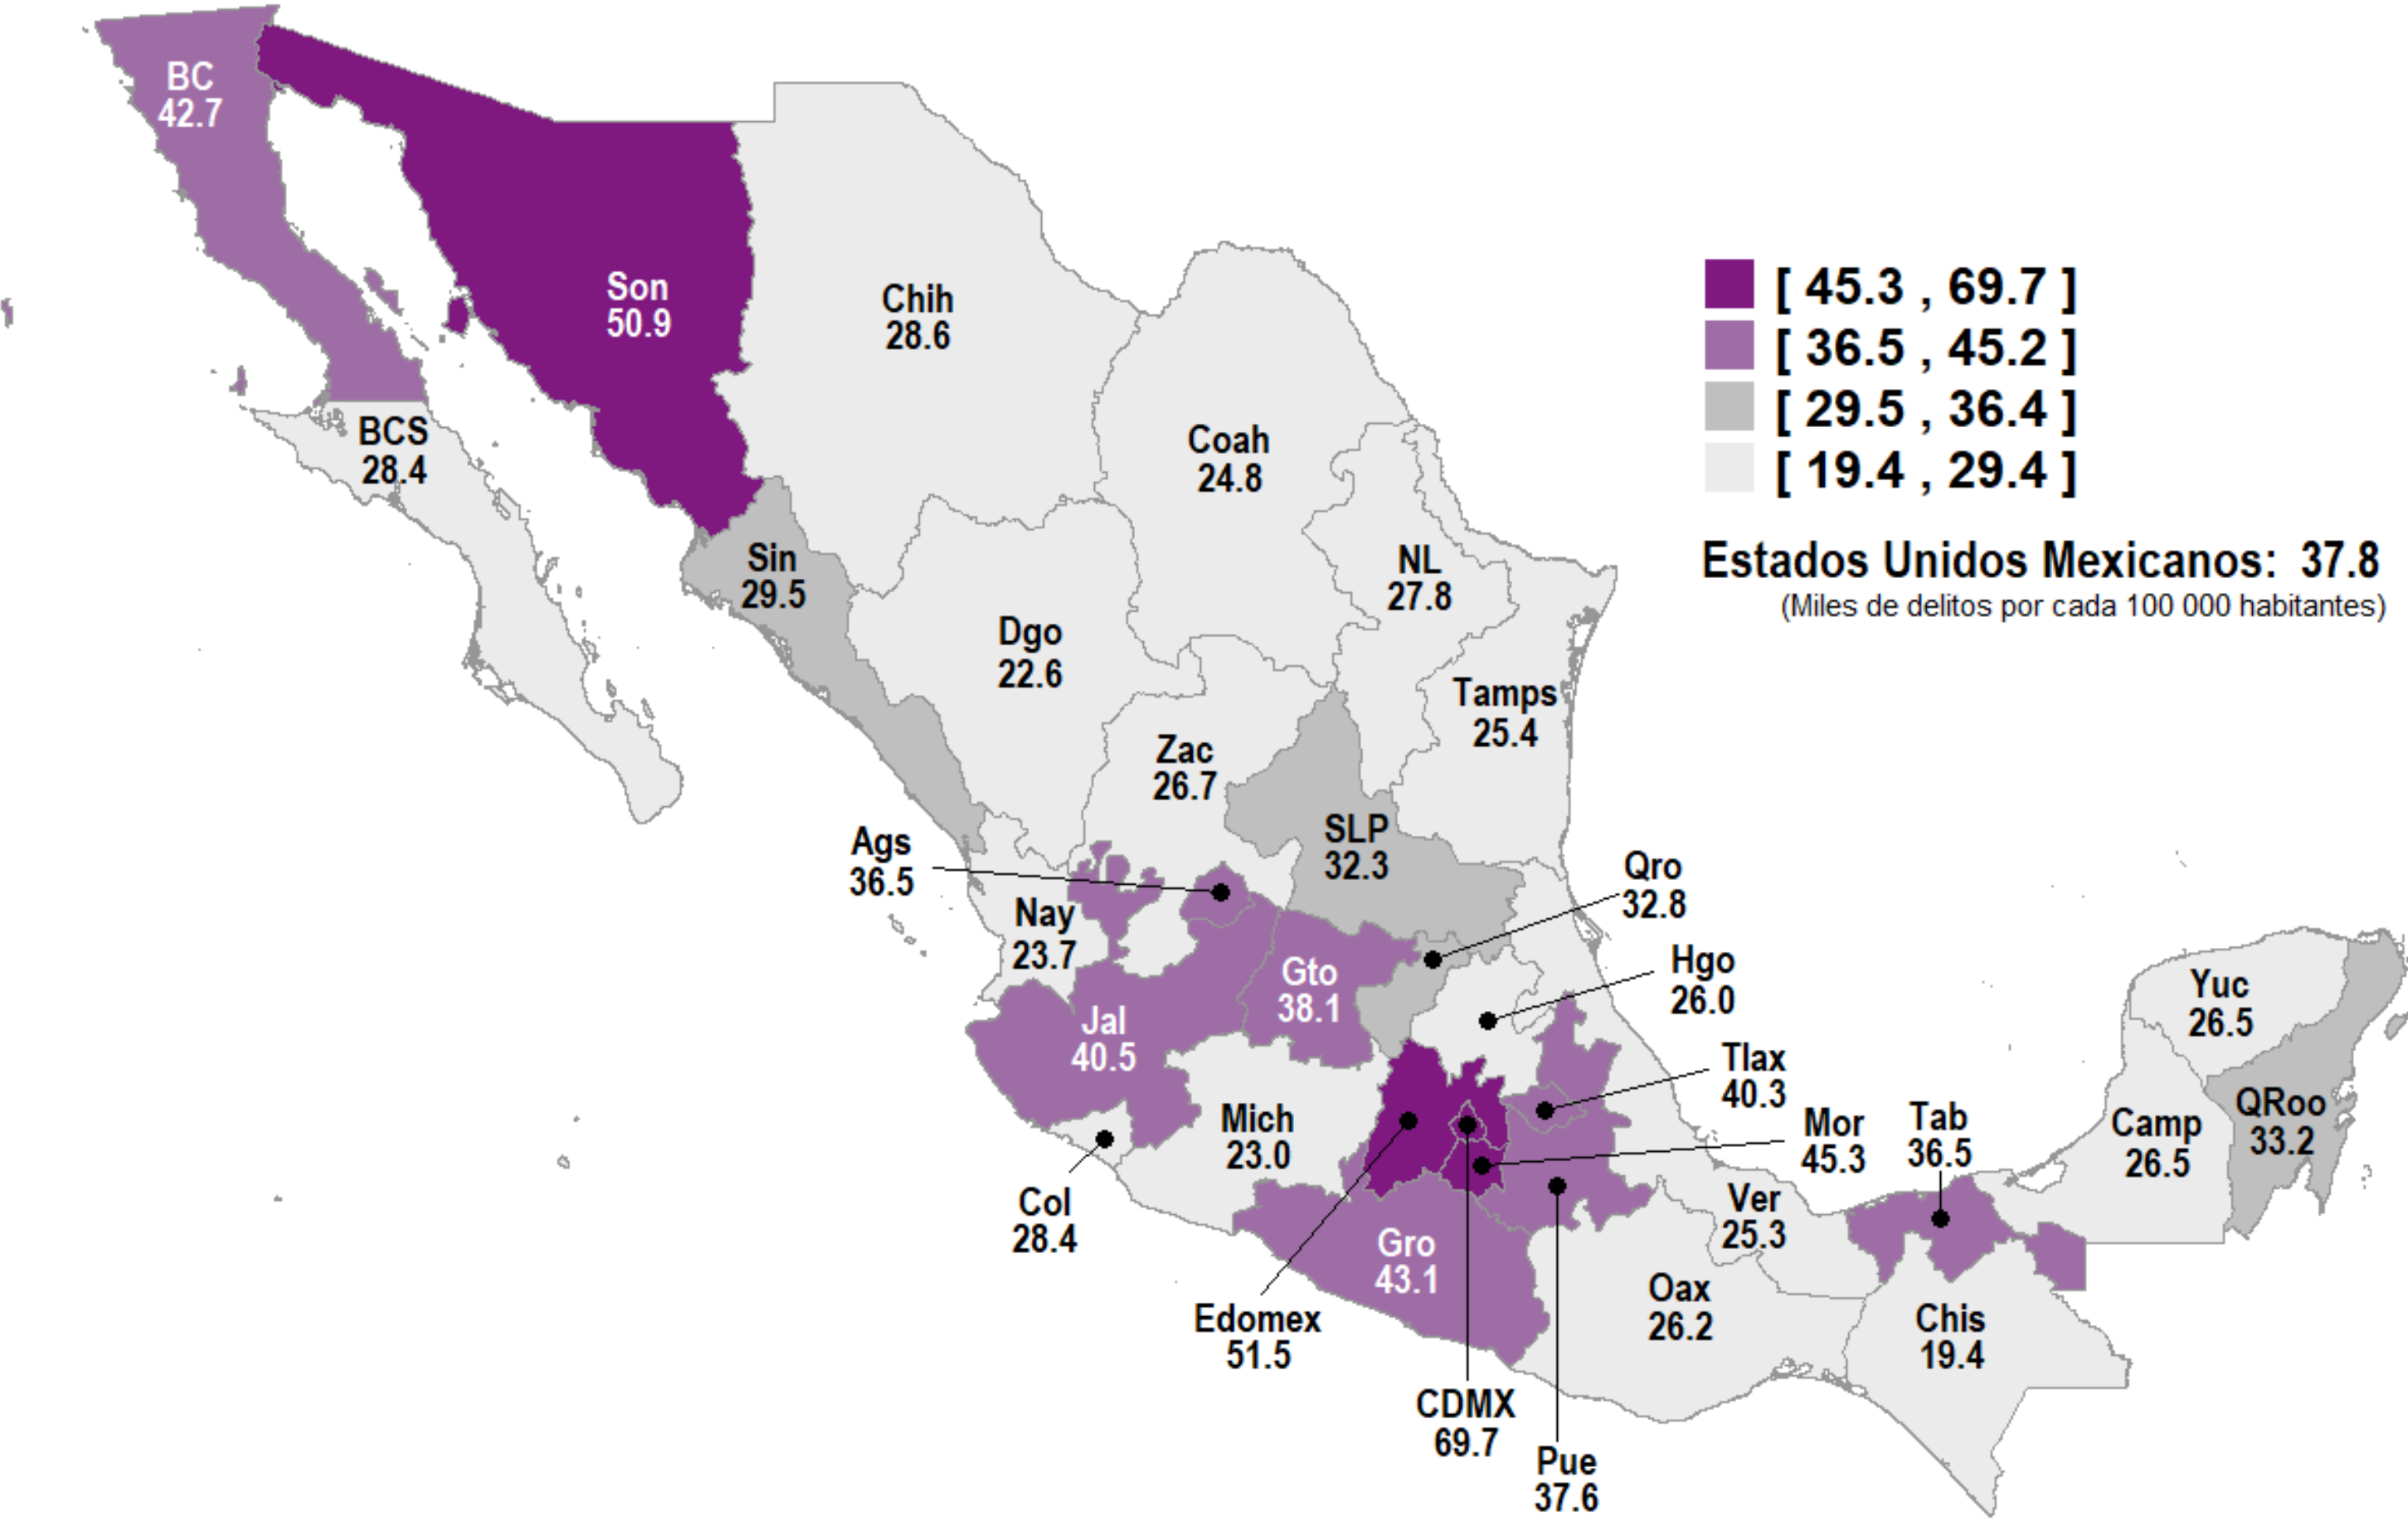 BC
42.7
Son
50.9
Chih
28.6
BCS
28.4
Coah
24.8
[ 45.3 , 69.7 ]
[ 36.5 , 45.2 ]
[ 29.5 , 36.4 ]
[ 19.4 , 29.4 ]
Estados Unidos Mexicanos: 37.8
(Miles de delitos por cada 100 000 habitantes)
Sin
29.5
NL
27.8
Dgo
22.6
Tamps
25.4
Zac
26.7
SLP
32.3
Ags
36.5
Qro
32.8
Nay
23.7
Gto
38.1
Hgo
26.0
Jal
40.5
Tlax
40.3
Yuc
26.5
Mich
23.0
Mor
45.3
Tab
36.5
Camp
26.5
QRoo
33.2
Col
28.4
Ver
25.3
Gro
43.1
Oax
26.2
Edomex
51.5
Chis
19.4
CDMX
69.7
Pue
37.6